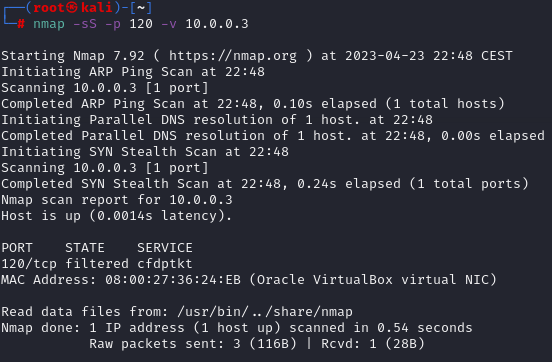 ┌──(root㉿kali)-[~]
└─# nmap -sS -p 120 -v 10.0.0.3
Starting Nmap 7.92 ( https://nmap.org ) at 2023-04-23 22:48 CEST
Initiating ARP Ping Scan at 22:48
Scanning 10.0.0.3 [1 port]
Completed ARP Ping Scan at 22:48, 0.10s elapsed (1 total hosts)
Initiating Parallel DNS resolution of 1 host. at 22:48
Completed Parallel DNS resolution of 1 host. at 22:48, 0.00s elapsed
Initiating SYN Stealth Scan at 22:48
Scanning 10.0.0.3 [1 port]
Completed SYN Stealth Scan at 22:48, 0.24s elapsed (1 total ports)
Nmap scan report for 10.0.0.3
Host is up (0.0014s latency).
PORT    STATE    SERVICE
120/tcp filtered cfdptkt
MAC Address: 08:00:27:36:24:EB (Oracle VirtualBox virtual NIC)
Read data files from: /usr/bin/../share/nmap
Nmap done: 1 IP address (1 host up) scanned in 0.54 seconds
           Raw packets sent: 3 (116B) | Rcvd: 1 (28B)